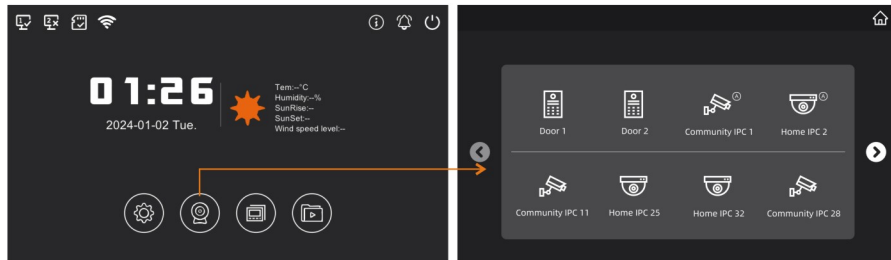 01:26
2024-01-02 Tue.
Tem:--°C
Humidity:--%
SunRise:--
SunSet:--
Wind speed level:--
Door 1
Door 2
Community IPC 1
A
Home IPC 2
A
Community IPC 11
Home IPC 25
Home IPC 32
Community IPC 28